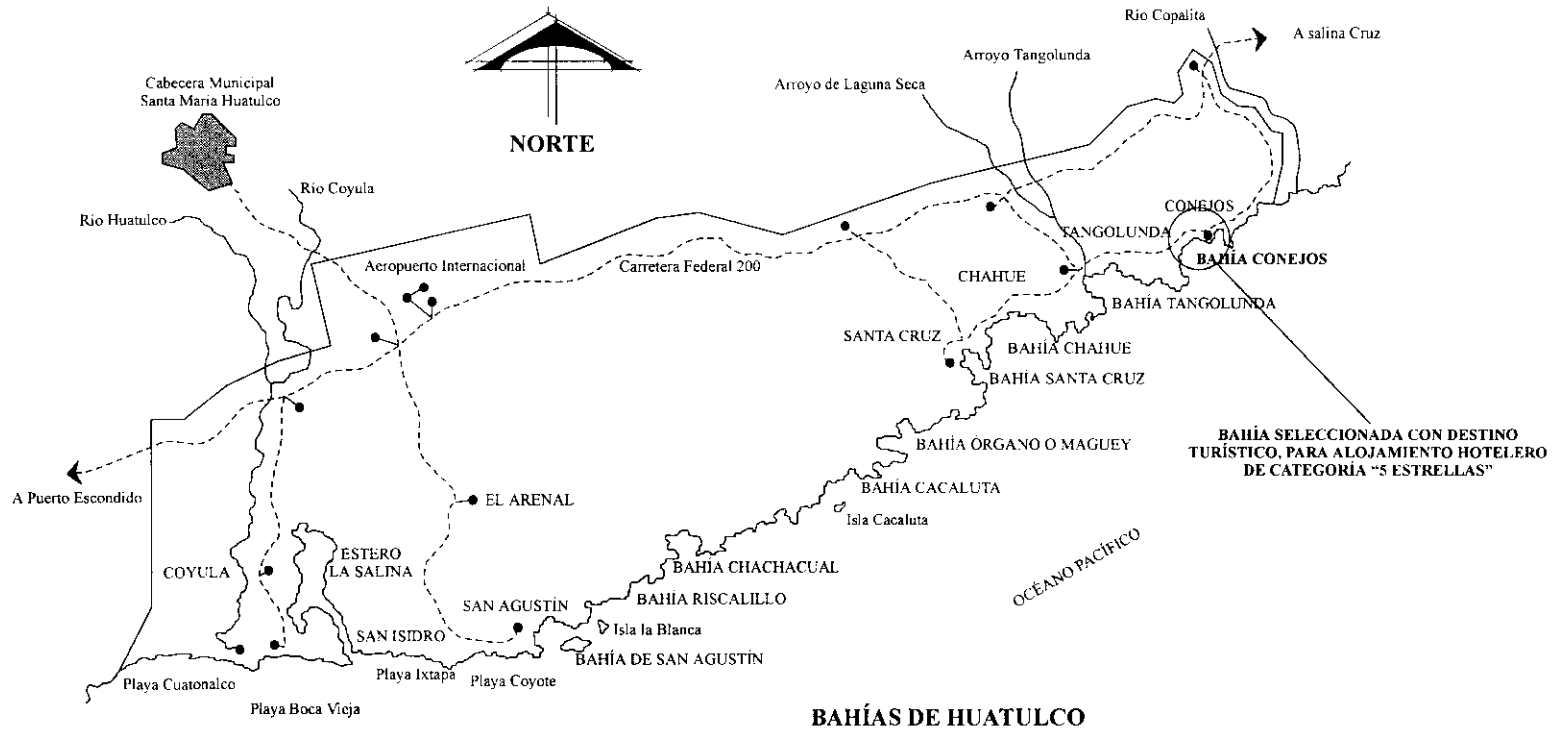 Río Copalita
A salina Cruz
Arroyo Tangolunda
Cabecera Municipal
Santa María Huatulco
Arroyo de Laguna Seca
NORTE
Río Coyula
Río Huatulco
CONEJOS
TANGOLUNDA
BAHÍA CONEJOS
Aeropuerto Internacional
Carretera Federal 200
CHAHUE
BAHÍA TANGOLUNDA
SANTA CRUZ
BAHÍA CHAHUE
BAHÍA SANTA CRUZ
BAHÍA SELECCIONADA CON DESTINO
TURÍSTICO, PARA ALOJAMIENTO HOTELERO
DE CATEGORÍA “5 ESTRELLAS”
BAHÍA ÓRGANO O MAGUEY
A Puerto Escondido
EL ARENAL
BAHÍA CACALUTA
Isla Cacaluta
OCÉANO PACÍFICO
ESTERO
LA SALINA
COYULA
BAHÍA CHACHACUAL
BAHÍA RISCALILLO
SAN AGUSTÍN
Isla la Blanca
SAN ISIDRO
BAHÍA DE SAN AGUSTÍN
Playa Ixtapa
Playa Coyote
Playa Cuatonalco
Playa Boca Vieja
BAHÍAS DE HUATULCO